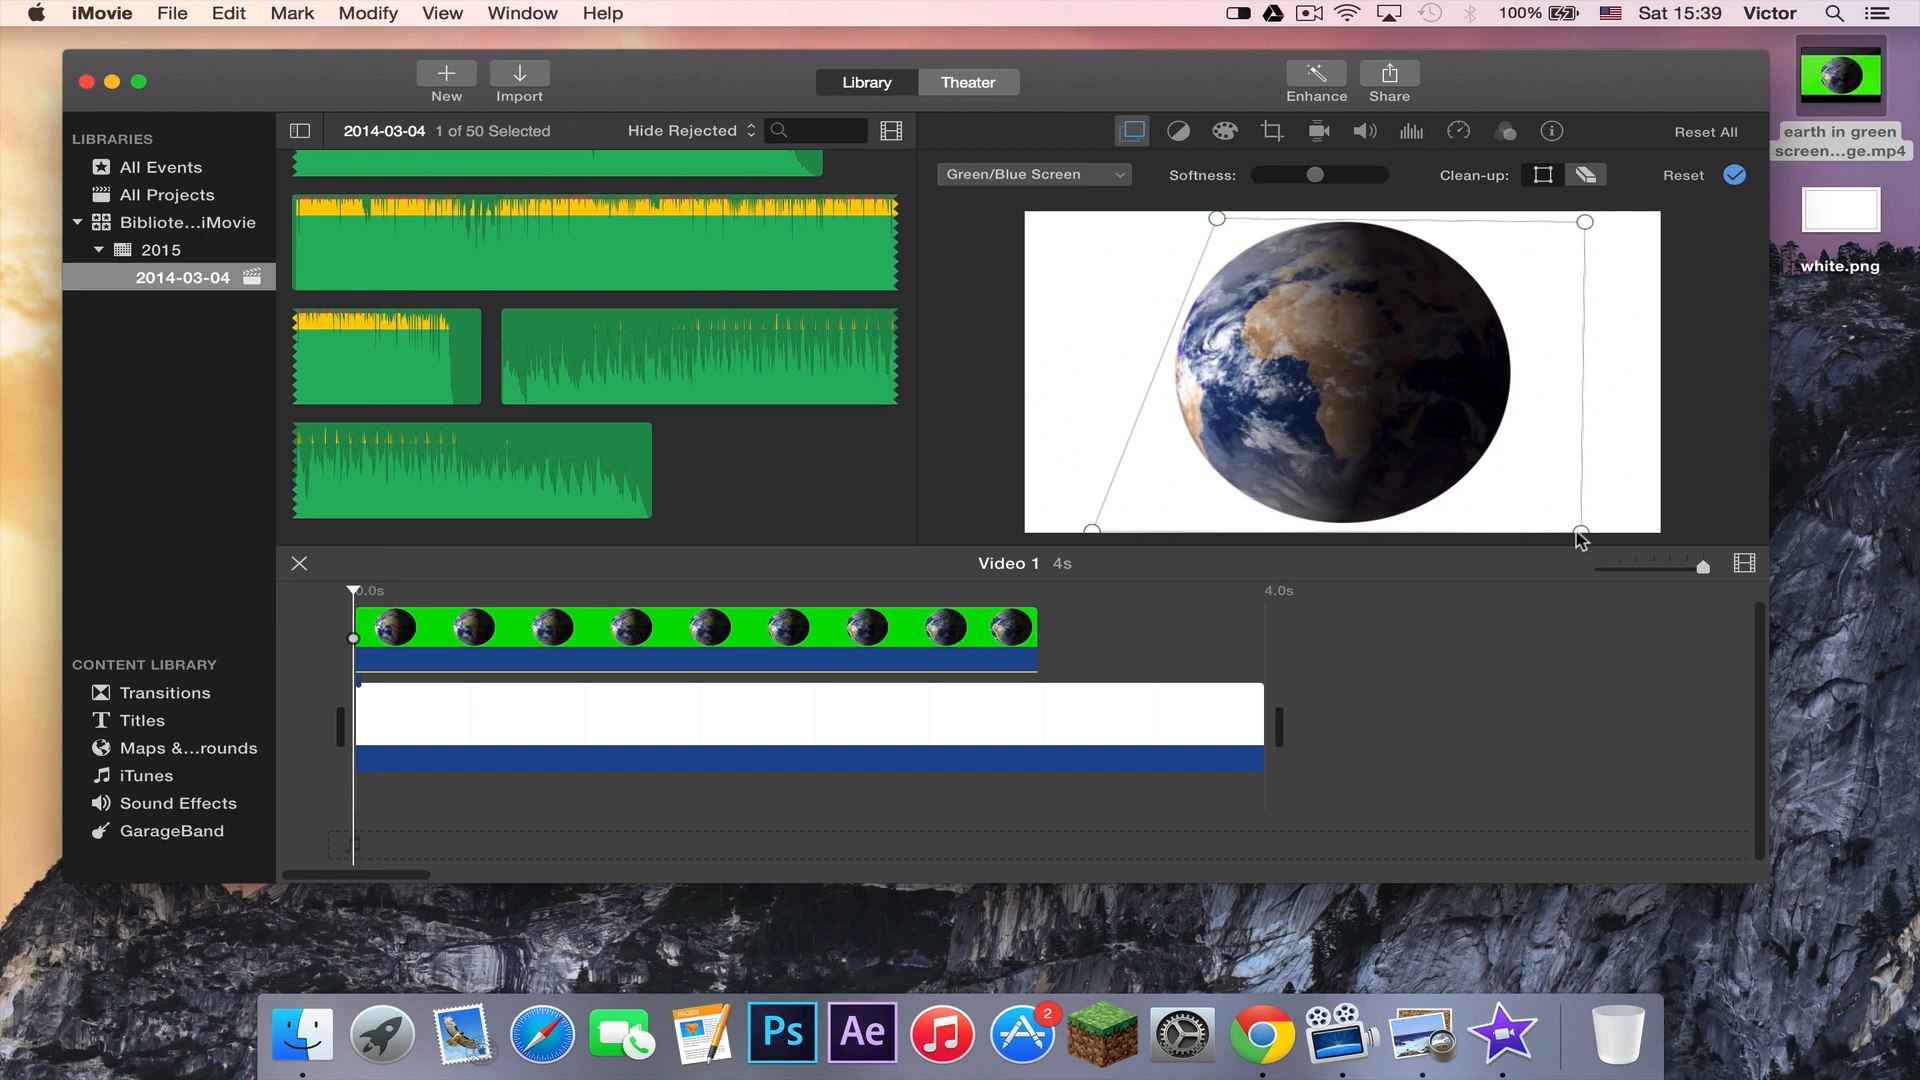 iMovie File Edit Mark Modify View Window Help 100% Sat 15:39 Victor
New Import Library Theater Enhance Share
LIBRARIES
All Events
All Projects
Bibliote...iMovie
2015
2014-03-04
2014-03-04 1 of 50 Selected Hide Rejected
Reset All
Green/Blue Screen Softness: Clean-up: Reset
earth in green
screen...ge.mp4
white.png
Video 1 4s
0.0s 4.0s
CONTENT LIBRARY
Transitions
Titles
Maps &...rounds
iTunes
Sound Effects
GarageBand
PAGES
Ps
Ae
2